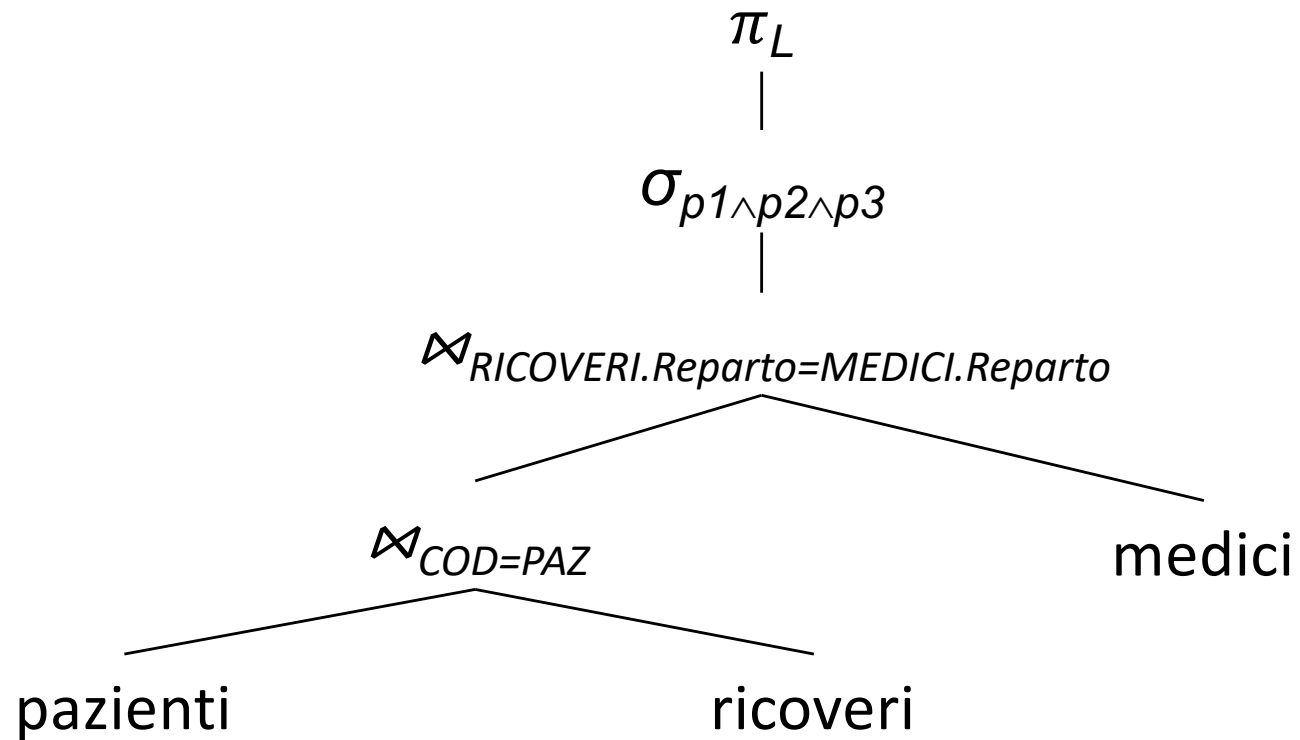 π_L
σ_p1∧p2∧p3
⋈_RICOVERI.Reparto=MEDICI.Reparto
⋈_COD=PAZ
medici
pazienti
ricoveri